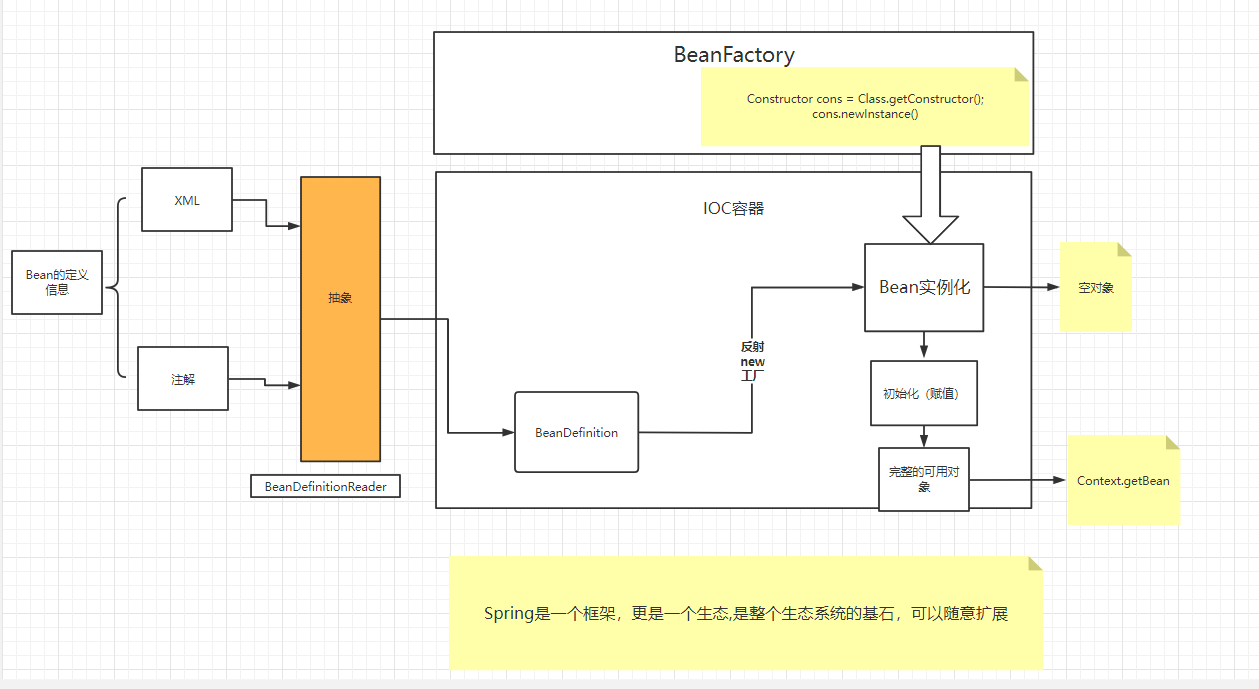 BeanFactory
Constructor cons = Class.getConstructor();
cons.newInstance()
XML
Bean的定义
信息
注解
抽象
BeanDefinitionReader
IOC容器
BeanDefinition
反射
new
工厂
Bean实例化
空对象
初始化（赋值）
完整的可用对
象
Context.getBean
Spring是一个框架，更是一个生态,是整个生态系统的基石，可以随意扩展